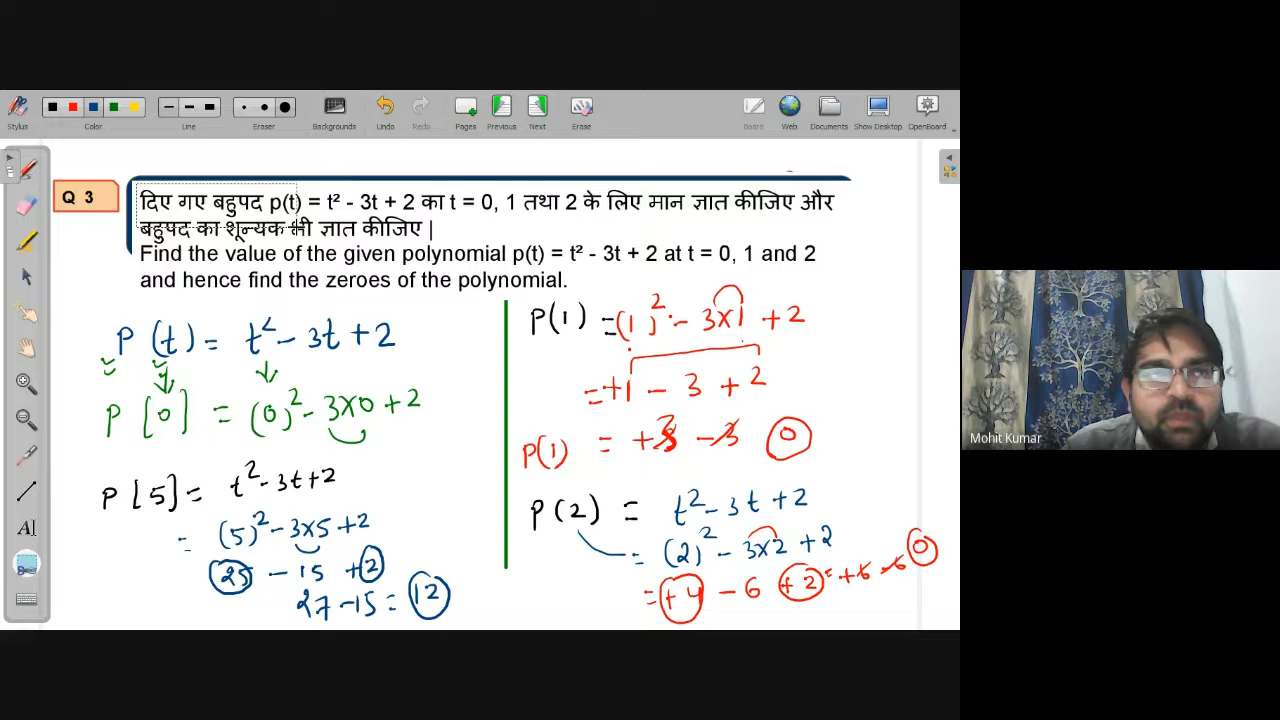 Stylus Color Line Eraser Backgrounds Undo Redo Pages Previous Next Erase Board Web Documents Show Desktop OpenBoard
Q 3
दिए गए बहुपद p(t) = t² - 3t + 2 का t = 0, 1 तथा 2 के लिए मान ज्ञात कीजिए और
बहुपद का शून्यक भी ज्ञात कीजिए |
Find the value of the given polynomial p(t) = t² - 3t + 2 at t = 0, 1 and 2
and hence find the zeroes of the polynomial.
P (t) = t² - 3t + 2
P [0] = (0)² - 3x0 + 2
P [5] = t² - 3t + 2
= (5)² - 3x5 + 2
25 - 15 + 2
27 - 15 = 12
P(1) = (1)² - 3x1 + 2
= +1 - 3 + 2
P(1) = +3 - 3 0
P(2) = t² - 3t + 2
= (2)² - 3x2 + 2
= +4 - 6 + 2 = +6 - 6 0
Mohit Kumar